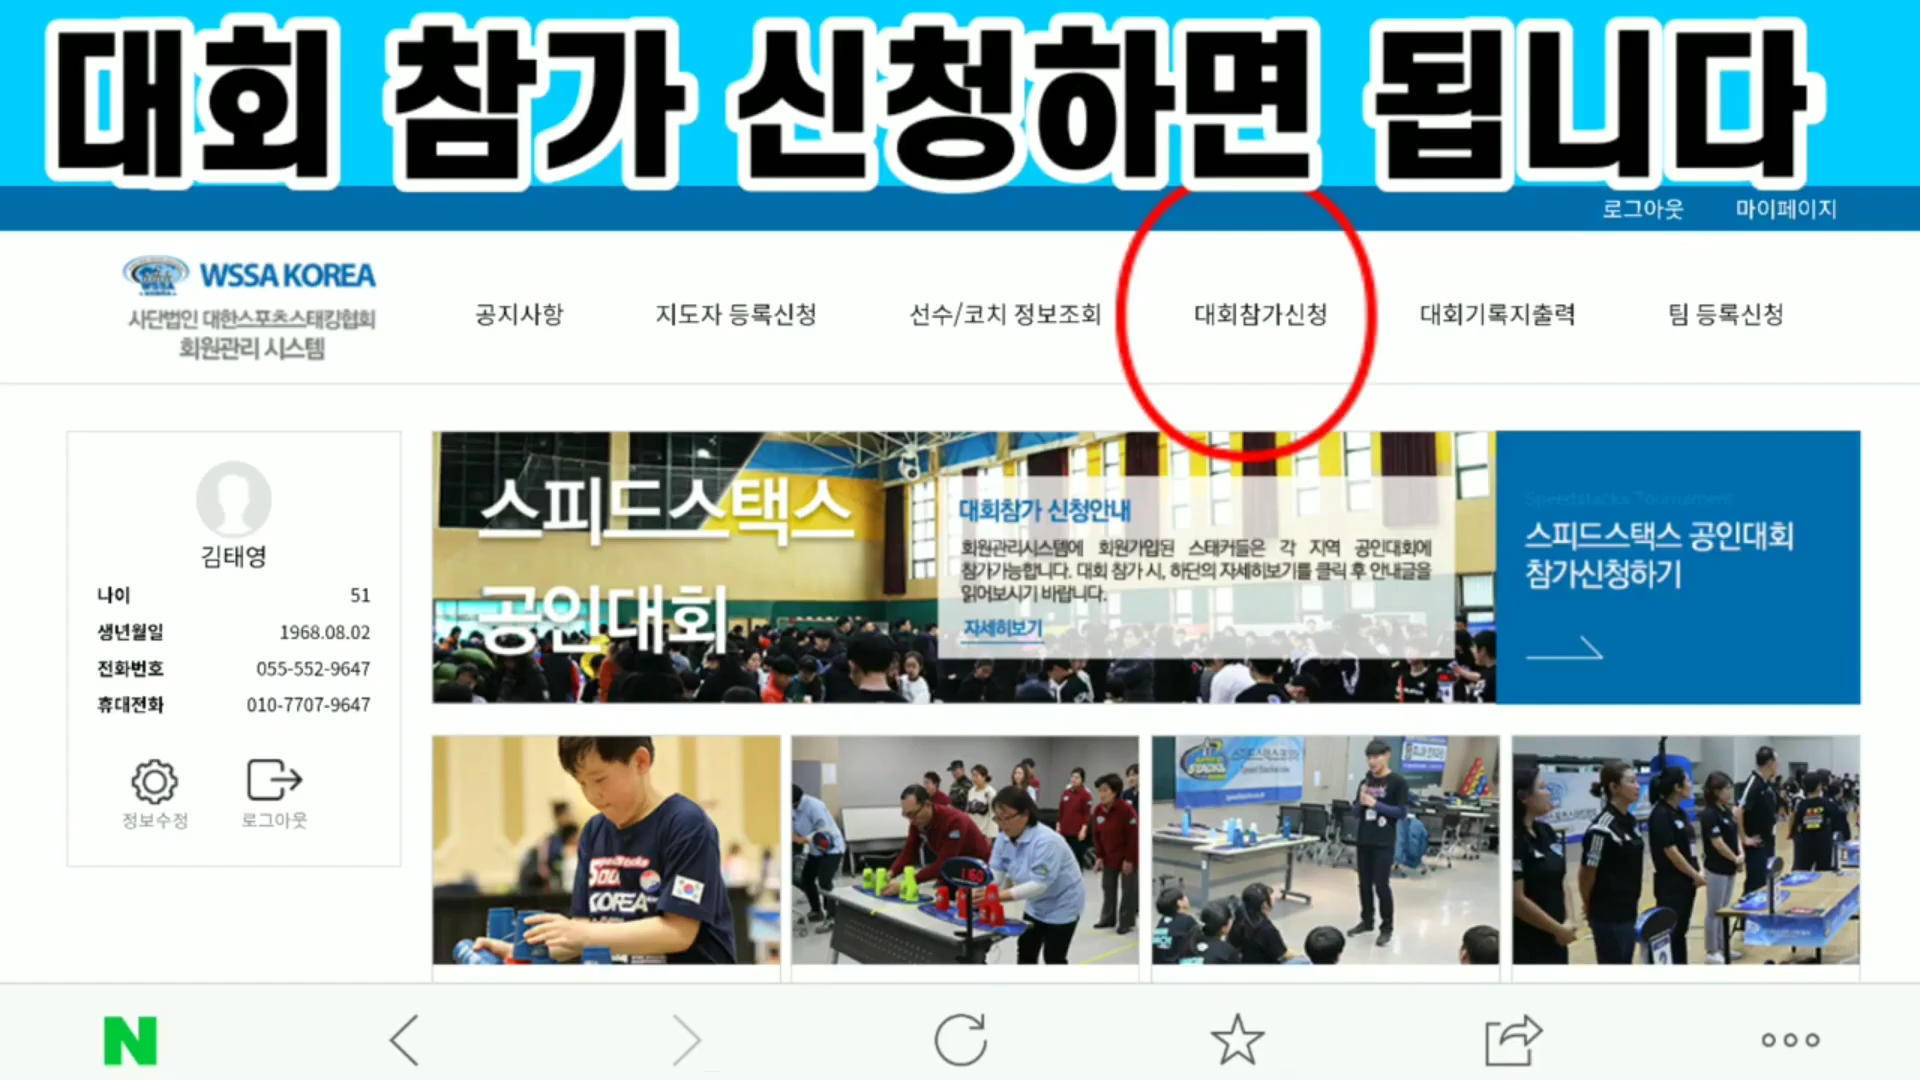 대회 참가 신청하면 됩니다
로그아웃 마이페이지
WSSA KOREA
사단법인 대한스포츠스태킹협회
회원관리 시스템
공지사항 지도자 등록신청 선수/코치 정보조회 대회참가신청 대회기록지출력 팀 등록신청
김태영
나이 51
생년월일 1968.08.02
전화번호 055-552-9647
휴대전화 010-7707-9647
정보수정 로그아웃
스피드스택스
공인대회
대회참가 신청안내
회원관리시스템에 회원가입된 스태커들은 각 지역 공인대회에
참가가능합니다. 대회 참가 시, 하단의 자세히보기를 클릭 후 안내글을
읽어보시기 바랍니다.
자세히보기
Speedstacks Tournament
스피드스택스 공인대회
참가신청하기
KOREA
160
N